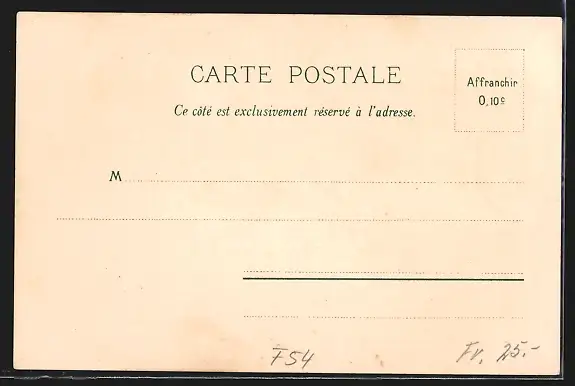 CARTE POSTALE
Affranchir
0,10c
Ce côté est exclusivement réservé à l'adresse.
M
F54
Fr. 25.-